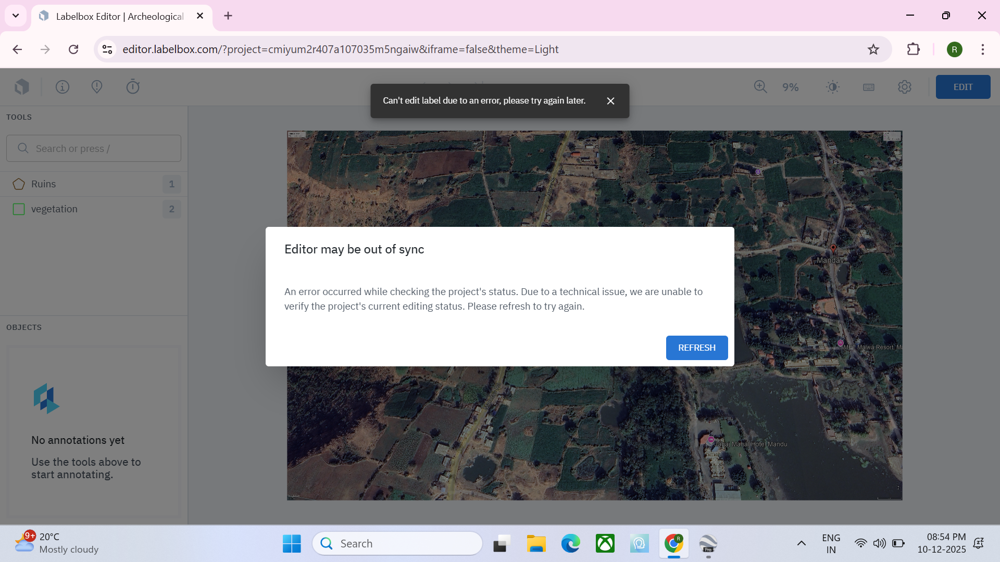 Labelbox Editor | Archeological
editor.labelbox.com/?project=cmiyum2r407a107035m5ngaiw&iframe=false&theme=Light
R
Can't edit label due to an error, please try again later.
9%
EDIT
TOOLS
Search or press /
Ruins 1
vegetation 2
Mandav
Editor may be out of sync
An error occurred while checking the project's status. Due to a technical issue, we are unable to
verify the project's current editing status. Please refresh to try again.
REFRESH
Malwa Resort,
OBJECTS
Jahaj Mahal Hotel Mandu
No annotations yet
Use the tools above to
start annotating.
9+
20°C
Mostly cloudy
Search
R
Pro
ENG
IN
08:54 PM
10-12-2025